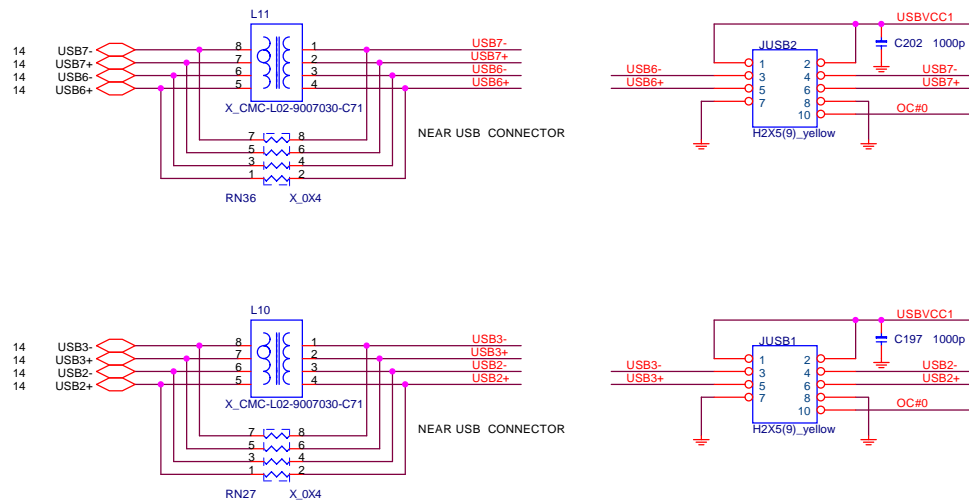 L11
14 USB7- 8 1 USB7-
14 USB7+ 7 2 USB7+
14 USB6- 6 3 USB6-
14 USB6+ 5 4 USB6+
X_CMC-L02-9007030-C71
7 8
5 6
3 4
1 2
RN36 X_0X4
NEAR USB CONNECTOR
USBVCC1
C202 1000p
JUSB2
1 2
USB6- 3 4 USB7-
USB6+ 5 6 USB7+
7 8
10 OC#0
H2X5(9)_yellow
L10
14 USB3- 8 1 USB3-
14 USB3+ 7 2 USB3+
14 USB2- 6 3 USB2-
14 USB2+ 5 4 USB2+
X_CMC-L02-9007030-C71
7 8
5 6
3 4
1 2
RN27 X_0X4
NEAR USB CONNECTOR
USBVCC1
C197 1000p
JUSB1
1 2
USB3- 3 4 USB2-
USB3+ 5 6 USB2+
7 8
10 OC#0
H2X5(9)_yellow